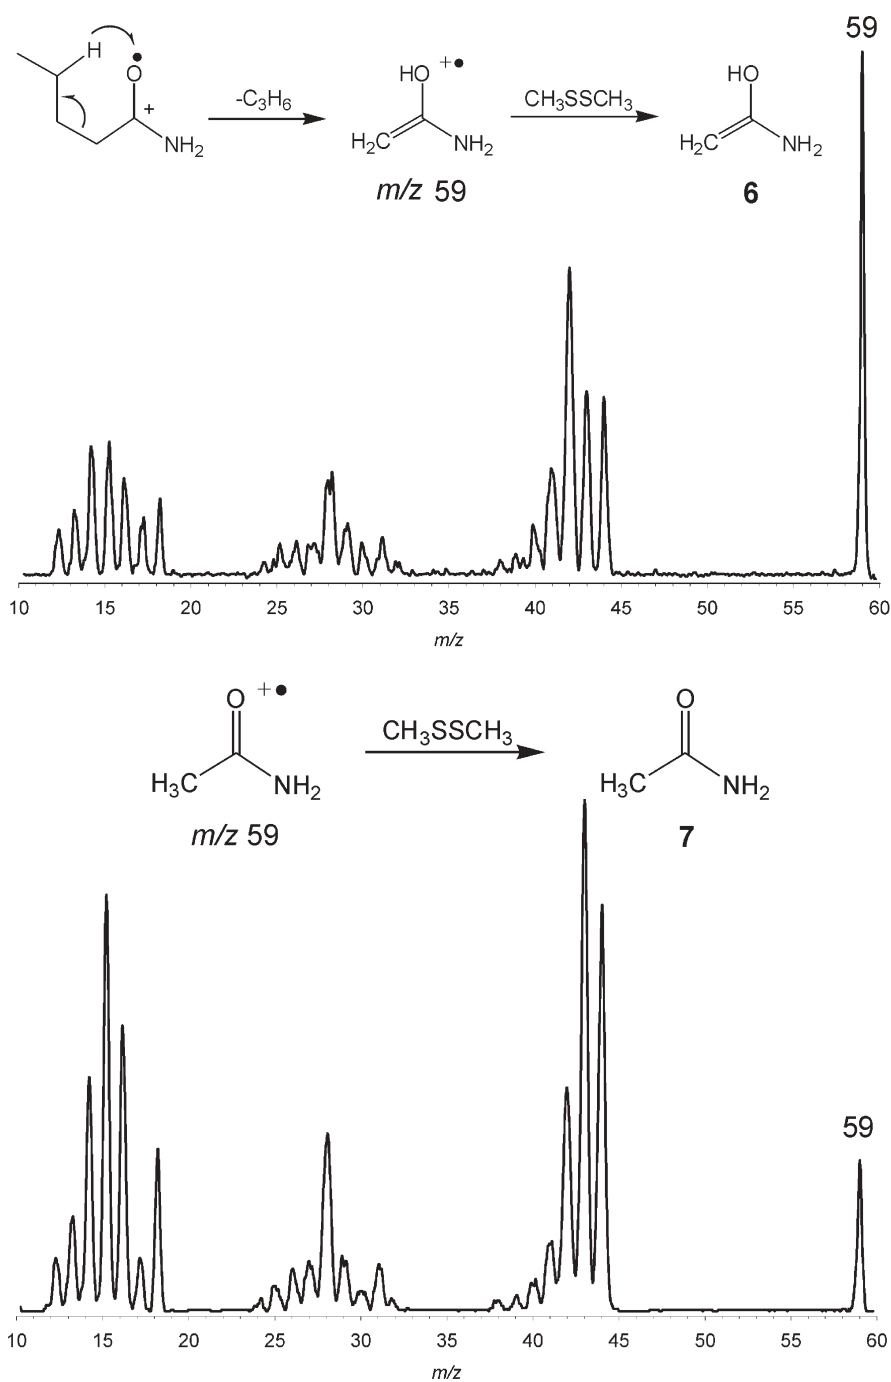 59
H
O
+
NH₂
-C₃H₆
HO +•
H₂C
NH₂
m/z 59
CH₃SSCH₃
HO
H₂C
NH₂
6
10 15 20 25 30 35 40 45 50 55 60
m/z
O +•
H₃C
NH₂
m/z 59
CH₃SSCH₃
O
H₃C
NH₂
7
59
10 15 20 25 30 35 40 45 50 55 60
m/z